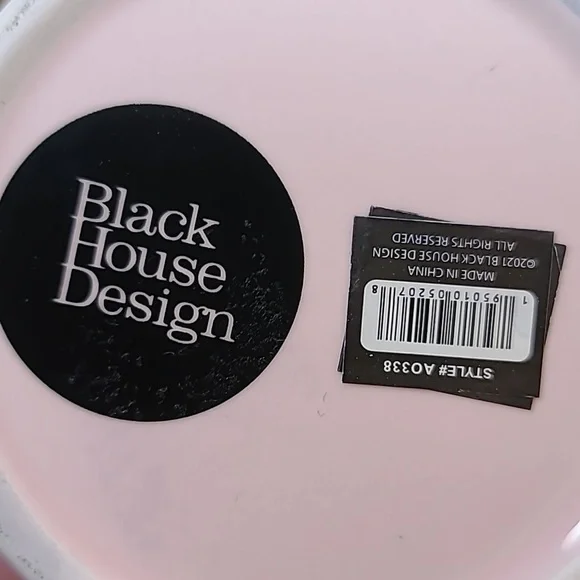 Black
House
Design
STYLE# AO338
1 95010 05207 8
MADE IN CHINA
©2021 BLACK HOUSE DESIGN
ALL RIGHTS RESERVED